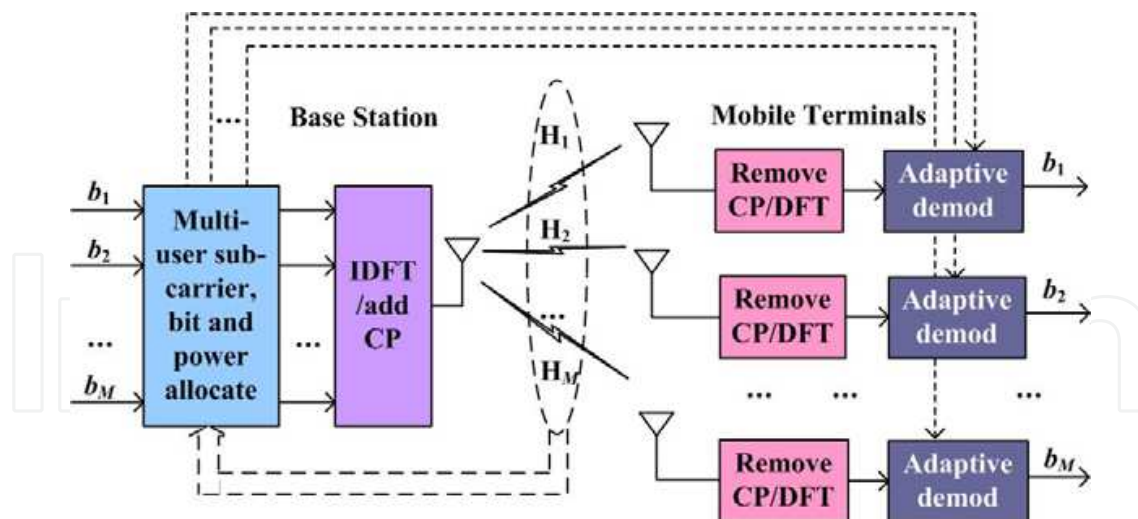 ...
Base Station
Mobile Terminals
H1
H2
...
HM
b1
b2
...
bM
Multi-
user sub-
carrier,
bit and
power
allocate
...
IDFT
/add
CP
Remove
CP/DFT
Adaptive
demod
b1
Remove
CP/DFT
Adaptive
demod
b2
... ... ...
Remove
CP/DFT
Adaptive
demod
bM